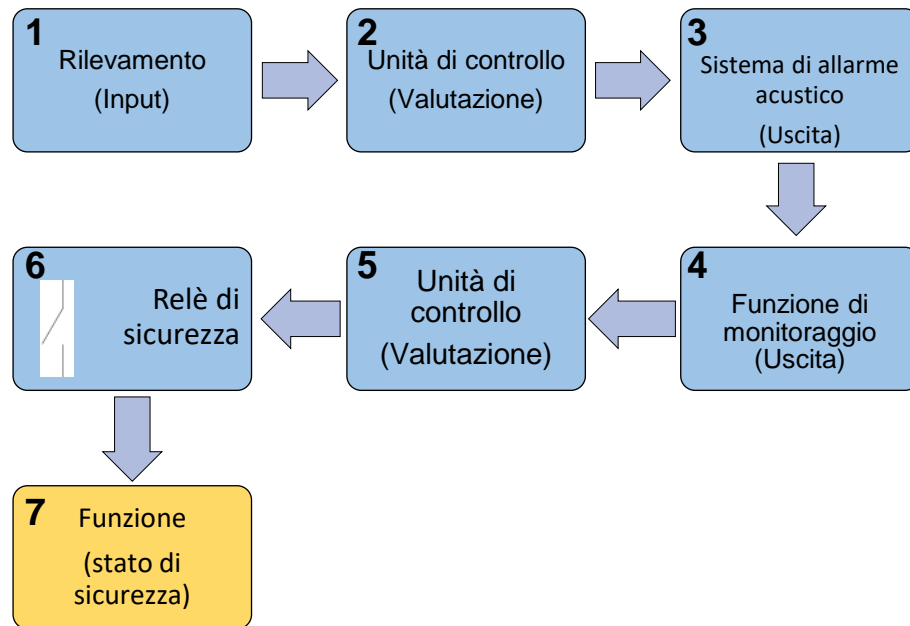 1
Rilevamento
(Input)
2
Unità di controllo
(Valutazione)
3
Sistema di allarme
acustico
(Uscita)
4
Funzione di
monitoraggio
(Uscita)
5
Unità di
controllo
(Valutazione)
6
Relè di
sicurezza
7
Funzione
(stato di
sicurezza)